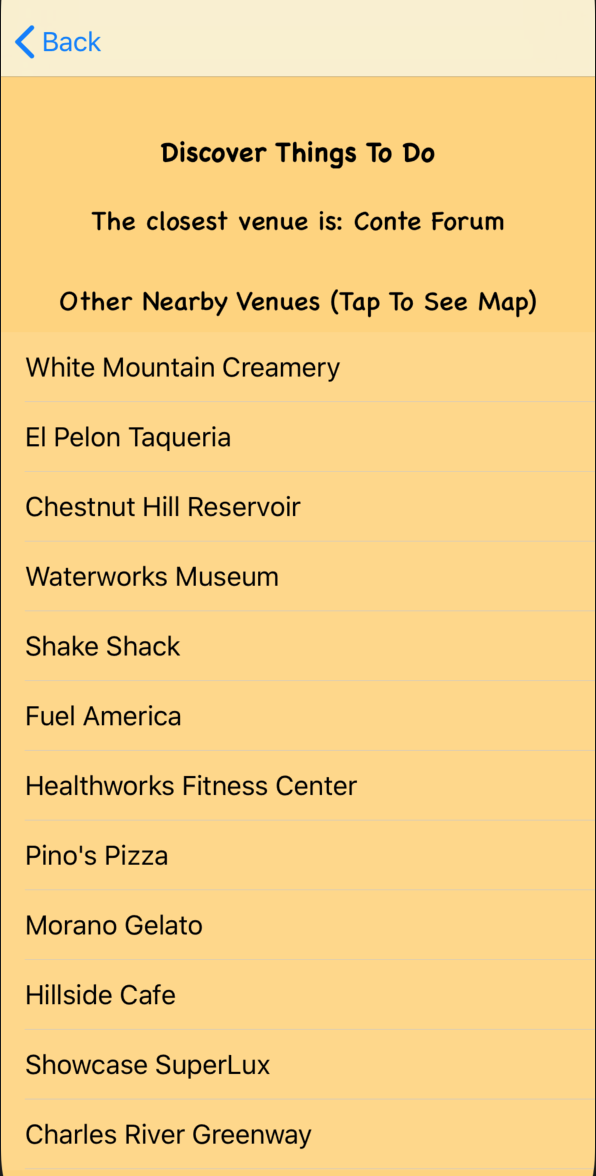 Back
Discover Things To Do
The closest venue is: Conte Forum
Other Nearby Venues (Tap To See Map)
White Mountain Creamery
El Pelon Taqueria
Chestnut Hill Reservoir
Waterworks Museum
Shake Shack
Fuel America
Healthworks Fitness Center
Pino's Pizza
Morano Gelato
Hillside Cafe
Showcase SuperLux
Charles River Greenway